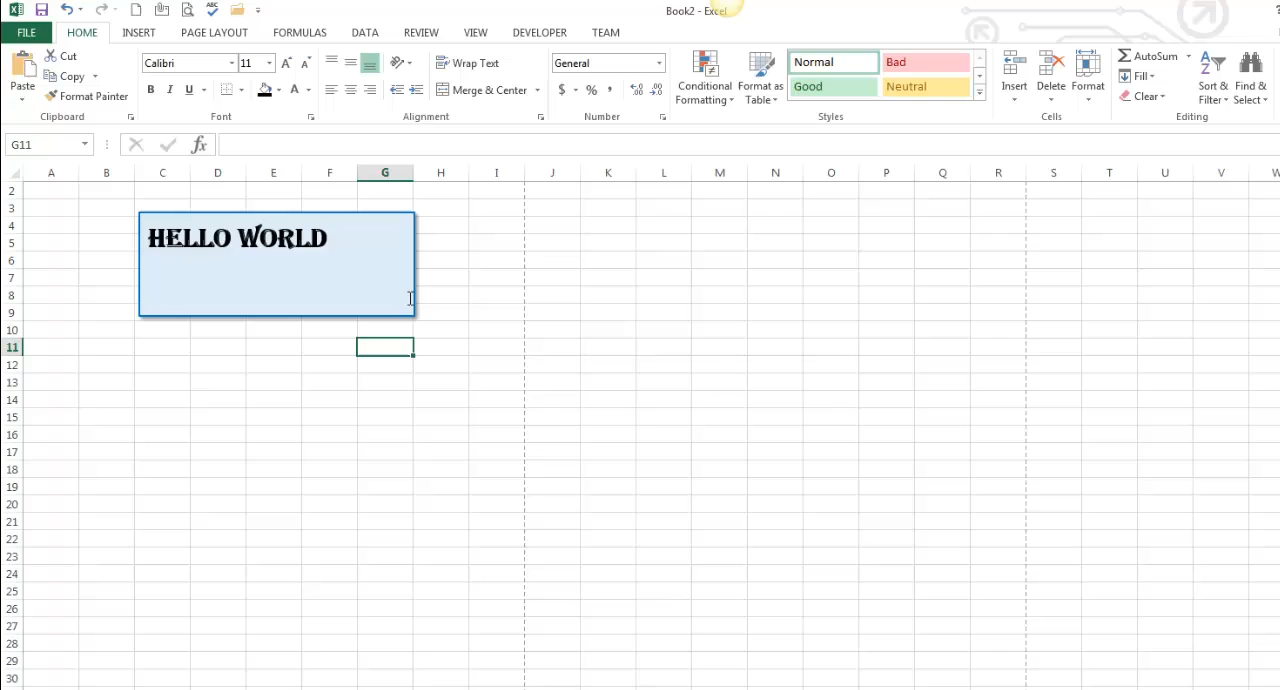 Book2 - Excel
?
FILE HOME INSERT PAGE LAYOUT FORMULAS DATA REVIEW VIEW DEVELOPER TEAM
Paste
Cut
Copy
Format Painter
Clipboard
Calibri 11
B I U A
Font
Wrap Text
Merge & Center
Alignment
General
$ % ,
Number
Conditional Formatting
Format as Table
Normal Bad
Good Neutral
Styles
Insert Delete Format
Cells
AutoSum
Fill
Clear
Sort & Filter
Find & Select
Editing
G11
fx
A B C D E F G H I J K L M N O P Q R S T U V W
2
3
4
5
6
7
8
9
10
11
12
13
14
15
16
17
18
19
20
21
22
23
24
25
26
27
28
29
30
HELLO WORLD